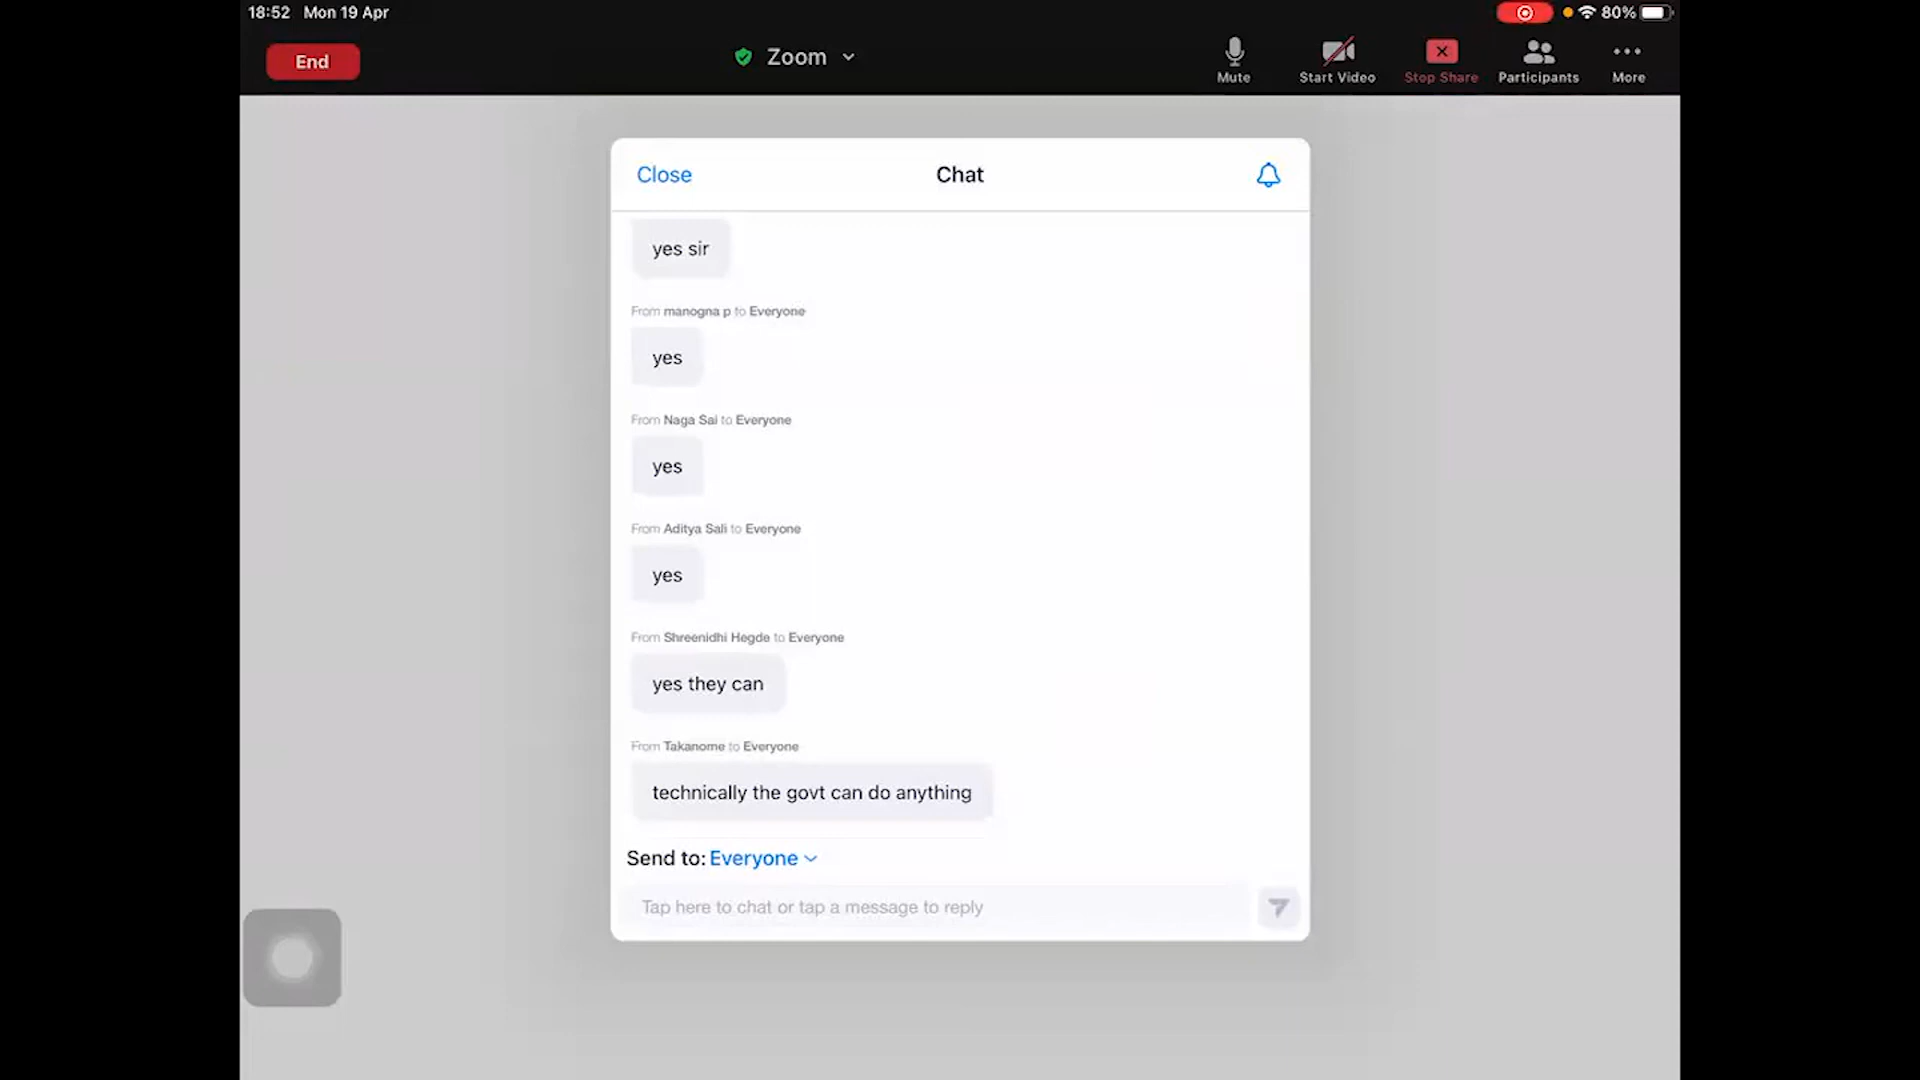 18:52 Mon 19 Apr
80%
End
Zoom
Mute
Start Video
Stop Share
Participants
More
Close
Chat
yes sir
From manogna p to Everyone
yes
From Naga Sai to Everyone
yes
From Aditya Sali to Everyone
yes
From Shreenidhi Hegde to Everyone
yes they can
From Takanome to Everyone
technically the govt can do anything
Send to: Everyone
Tap here to chat or tap a message to reply